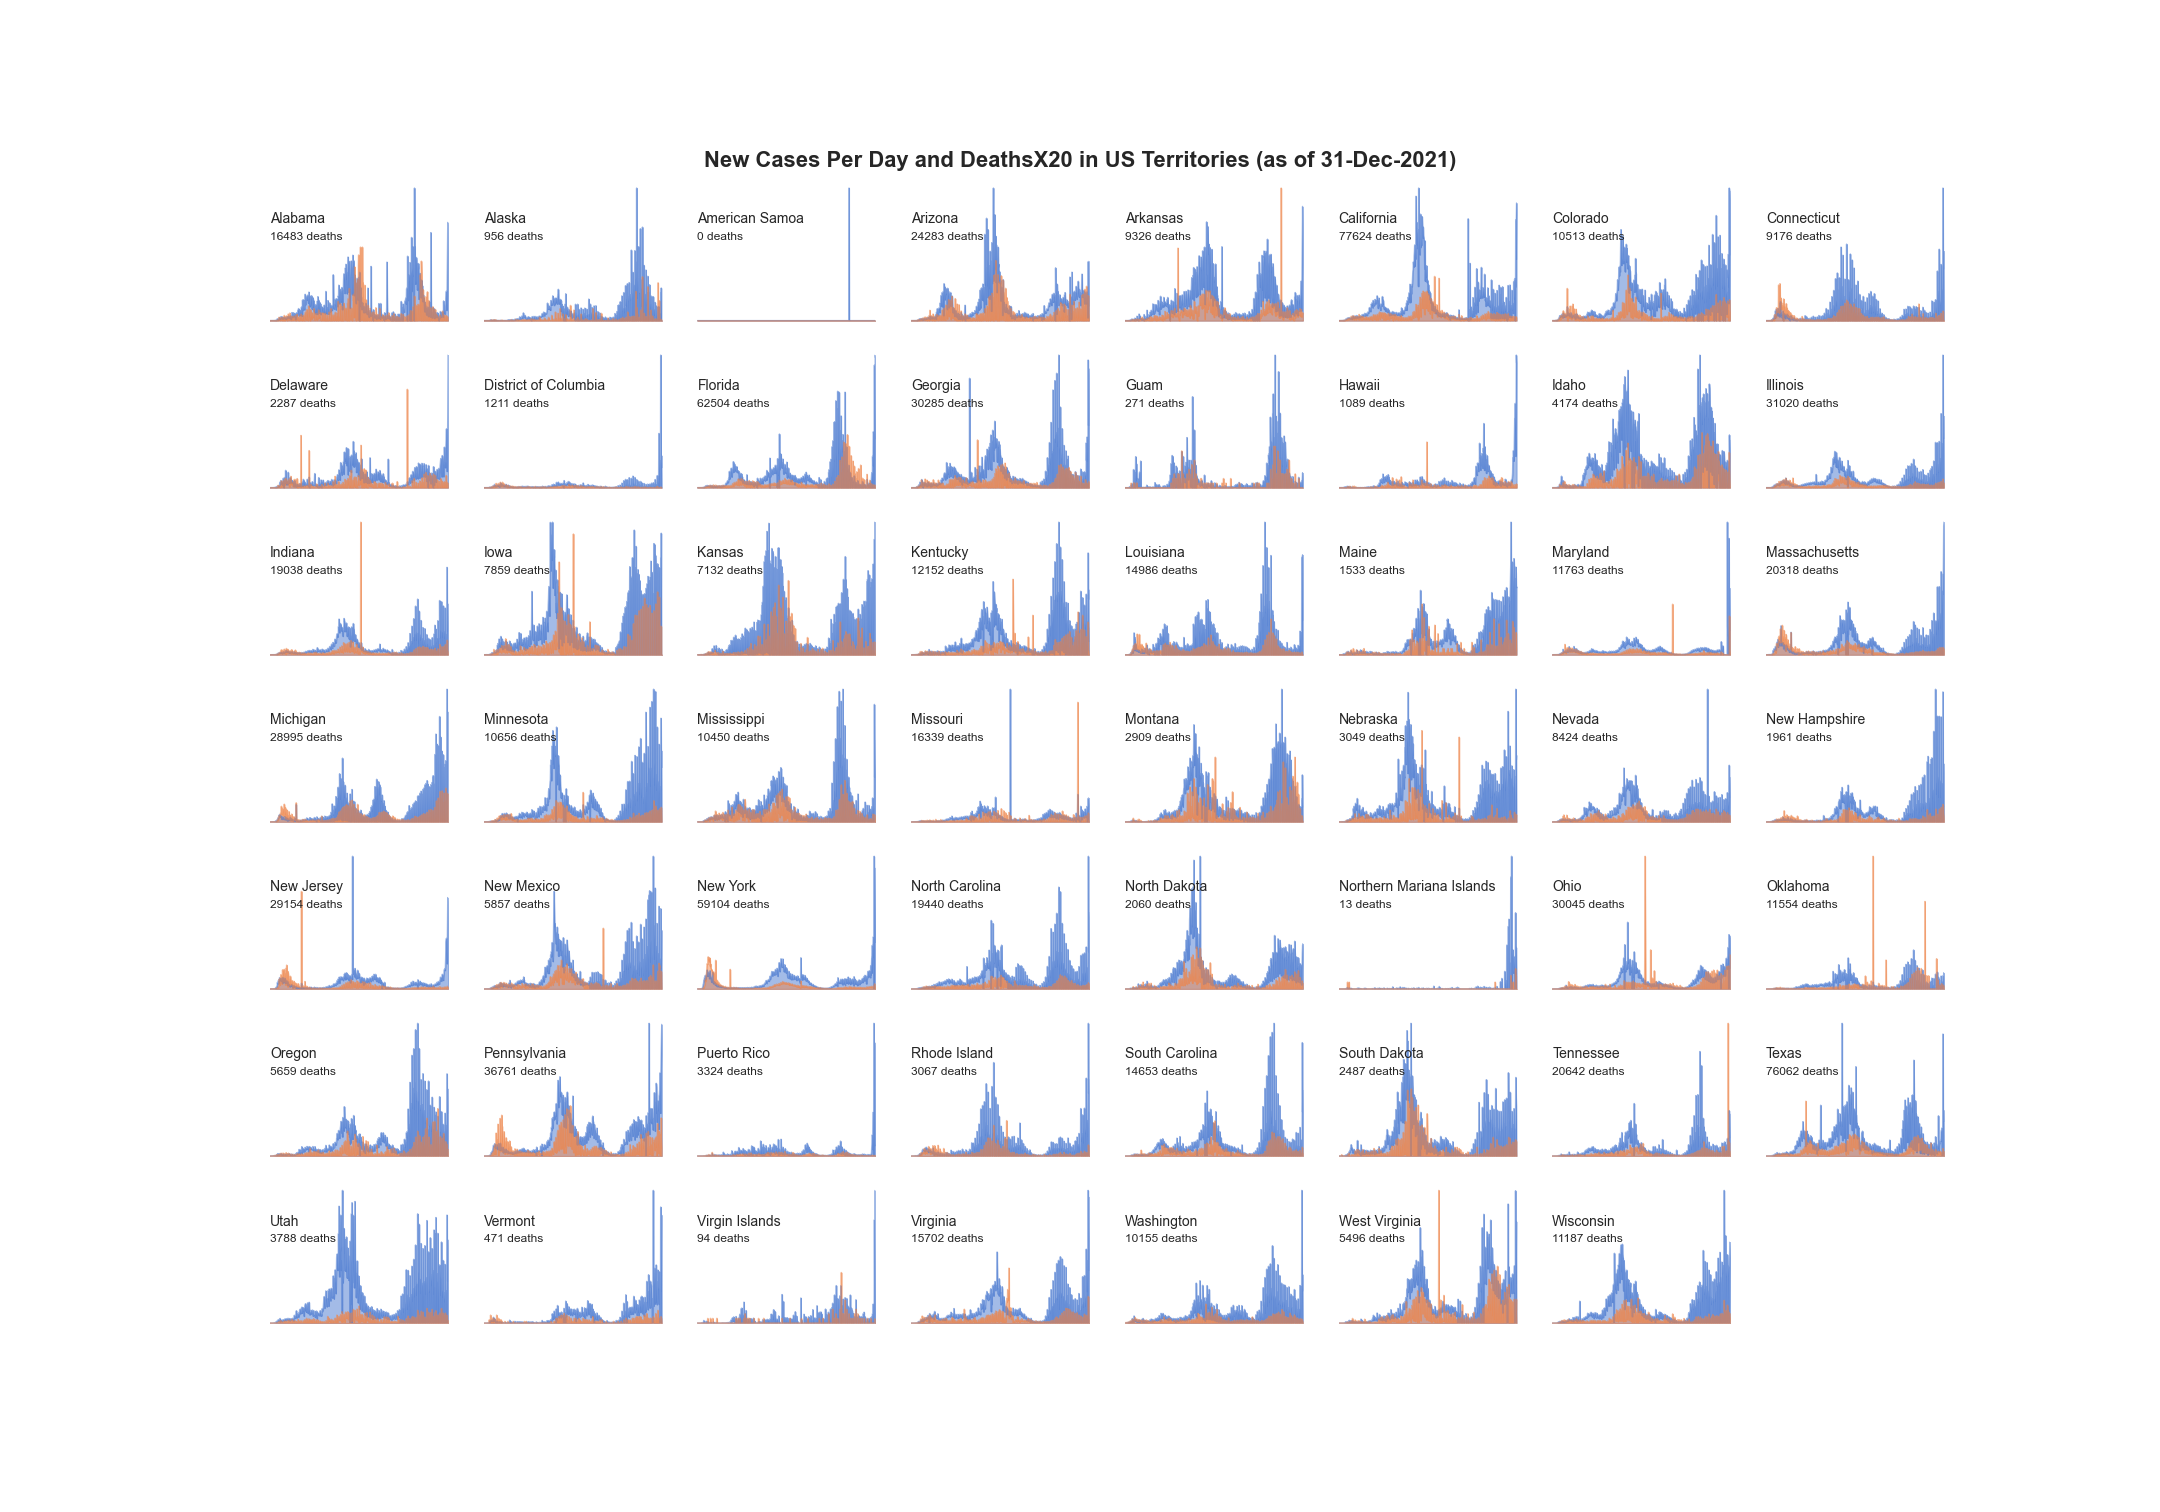 New Cases Per Day and DeathsX20 in US Territories (as of 31-Dec-2021)
Alabama
16483 deaths
Alaska
956 deaths
American Samoa
0 deaths
Arizona
24283 deaths
Arkansas
9326 deaths
California
77624 deaths
Colorado
10513 deaths
Connecticut
9176 deaths
Delaware
2287 deaths
District of Columbia
1211 deaths
Florida
62504 deaths
Georgia
30285 deaths
Guam
271 deaths
Hawaii
1089 deaths
Idaho
4174 deaths
Illinois
31020 deaths
Indiana
19038 deaths
Iowa
7859 deaths
Kansas
7132 deaths
Kentucky
12152 deaths
Louisiana
14986 deaths
Maine
1533 deaths
Maryland
11763 deaths
Massachusetts
20318 deaths
Michigan
28995 deaths
Minnesota
10656 deaths
Mississippi
10450 deaths
Missouri
16339 deaths
Montana
2909 deaths
Nebraska
3049 deaths
Nevada
8424 deaths
New Hampshire
1961 deaths
New Jersey
29154 deaths
New Mexico
5857 deaths
New York
59104 deaths
North Carolina
19440 deaths
North Dakota
2060 deaths
Northern Mariana Islands
13 deaths
Ohio
30045 deaths
Oklahoma
11554 deaths
Oregon
5659 deaths
Pennsylvania
36761 deaths
Puerto Rico
3324 deaths
Rhode Island
3067 deaths
South Carolina
14653 deaths
South Dakota
2487 deaths
Tennessee
20642 deaths
Texas
76062 deaths
Utah
3788 deaths
Vermont
471 deaths
Virgin Islands
94 deaths
Virginia
15702 deaths
Washington
10155 deaths
West Virginia
5496 deaths
Wisconsin
11187 deaths